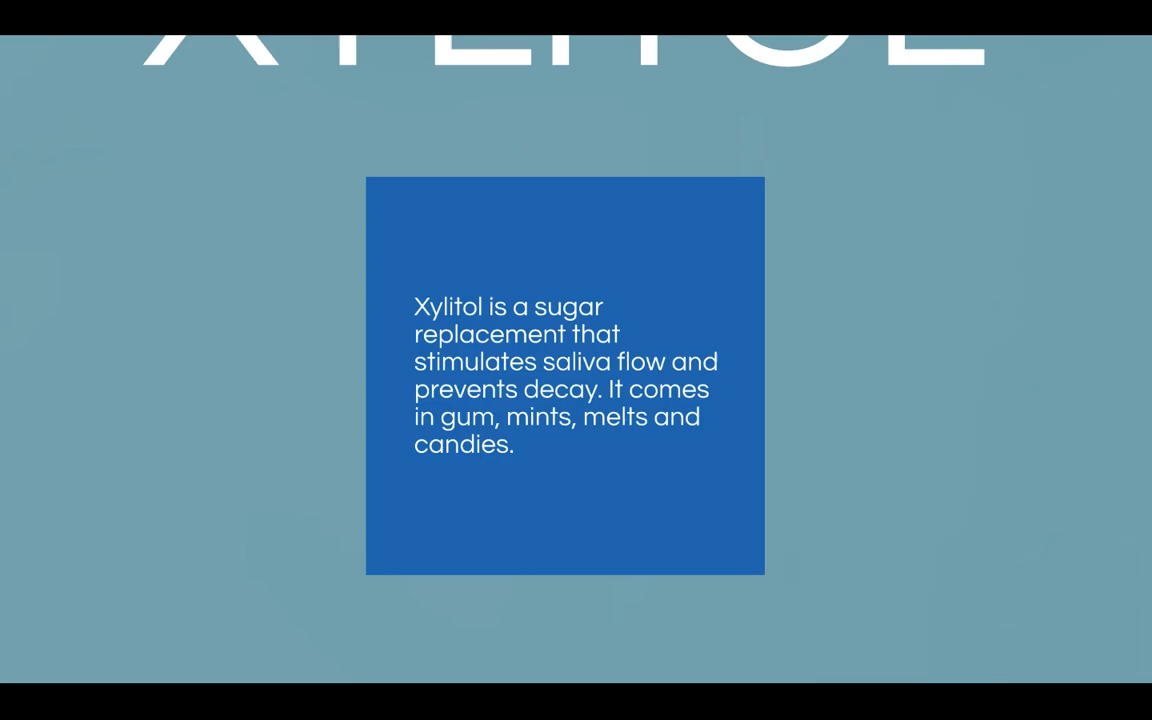 XYLITOL
Xylitol is a sugar
replacement that
stimulates saliva flow and
prevents decay. It comes
in gum, mints, melts and
candies.